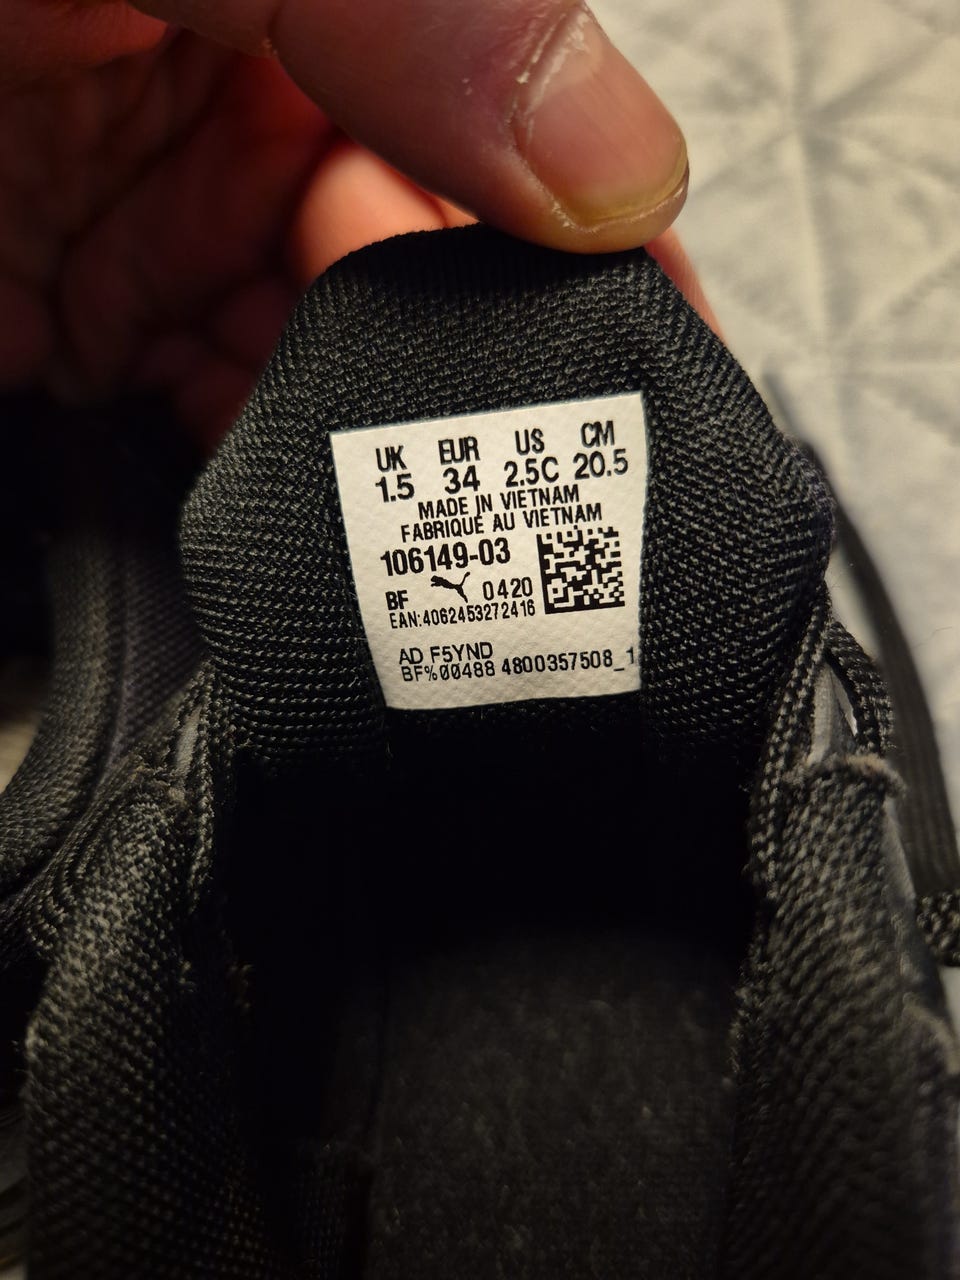 UK EUR US CM
1.5 34 2.5C 20.5
MADE IN VIETNAM
FABRIQUÉ AU VIETNAM
106149-03
BF 0420
EAN:4062453272416
AD F5YND
BF%00488 4800357508_1